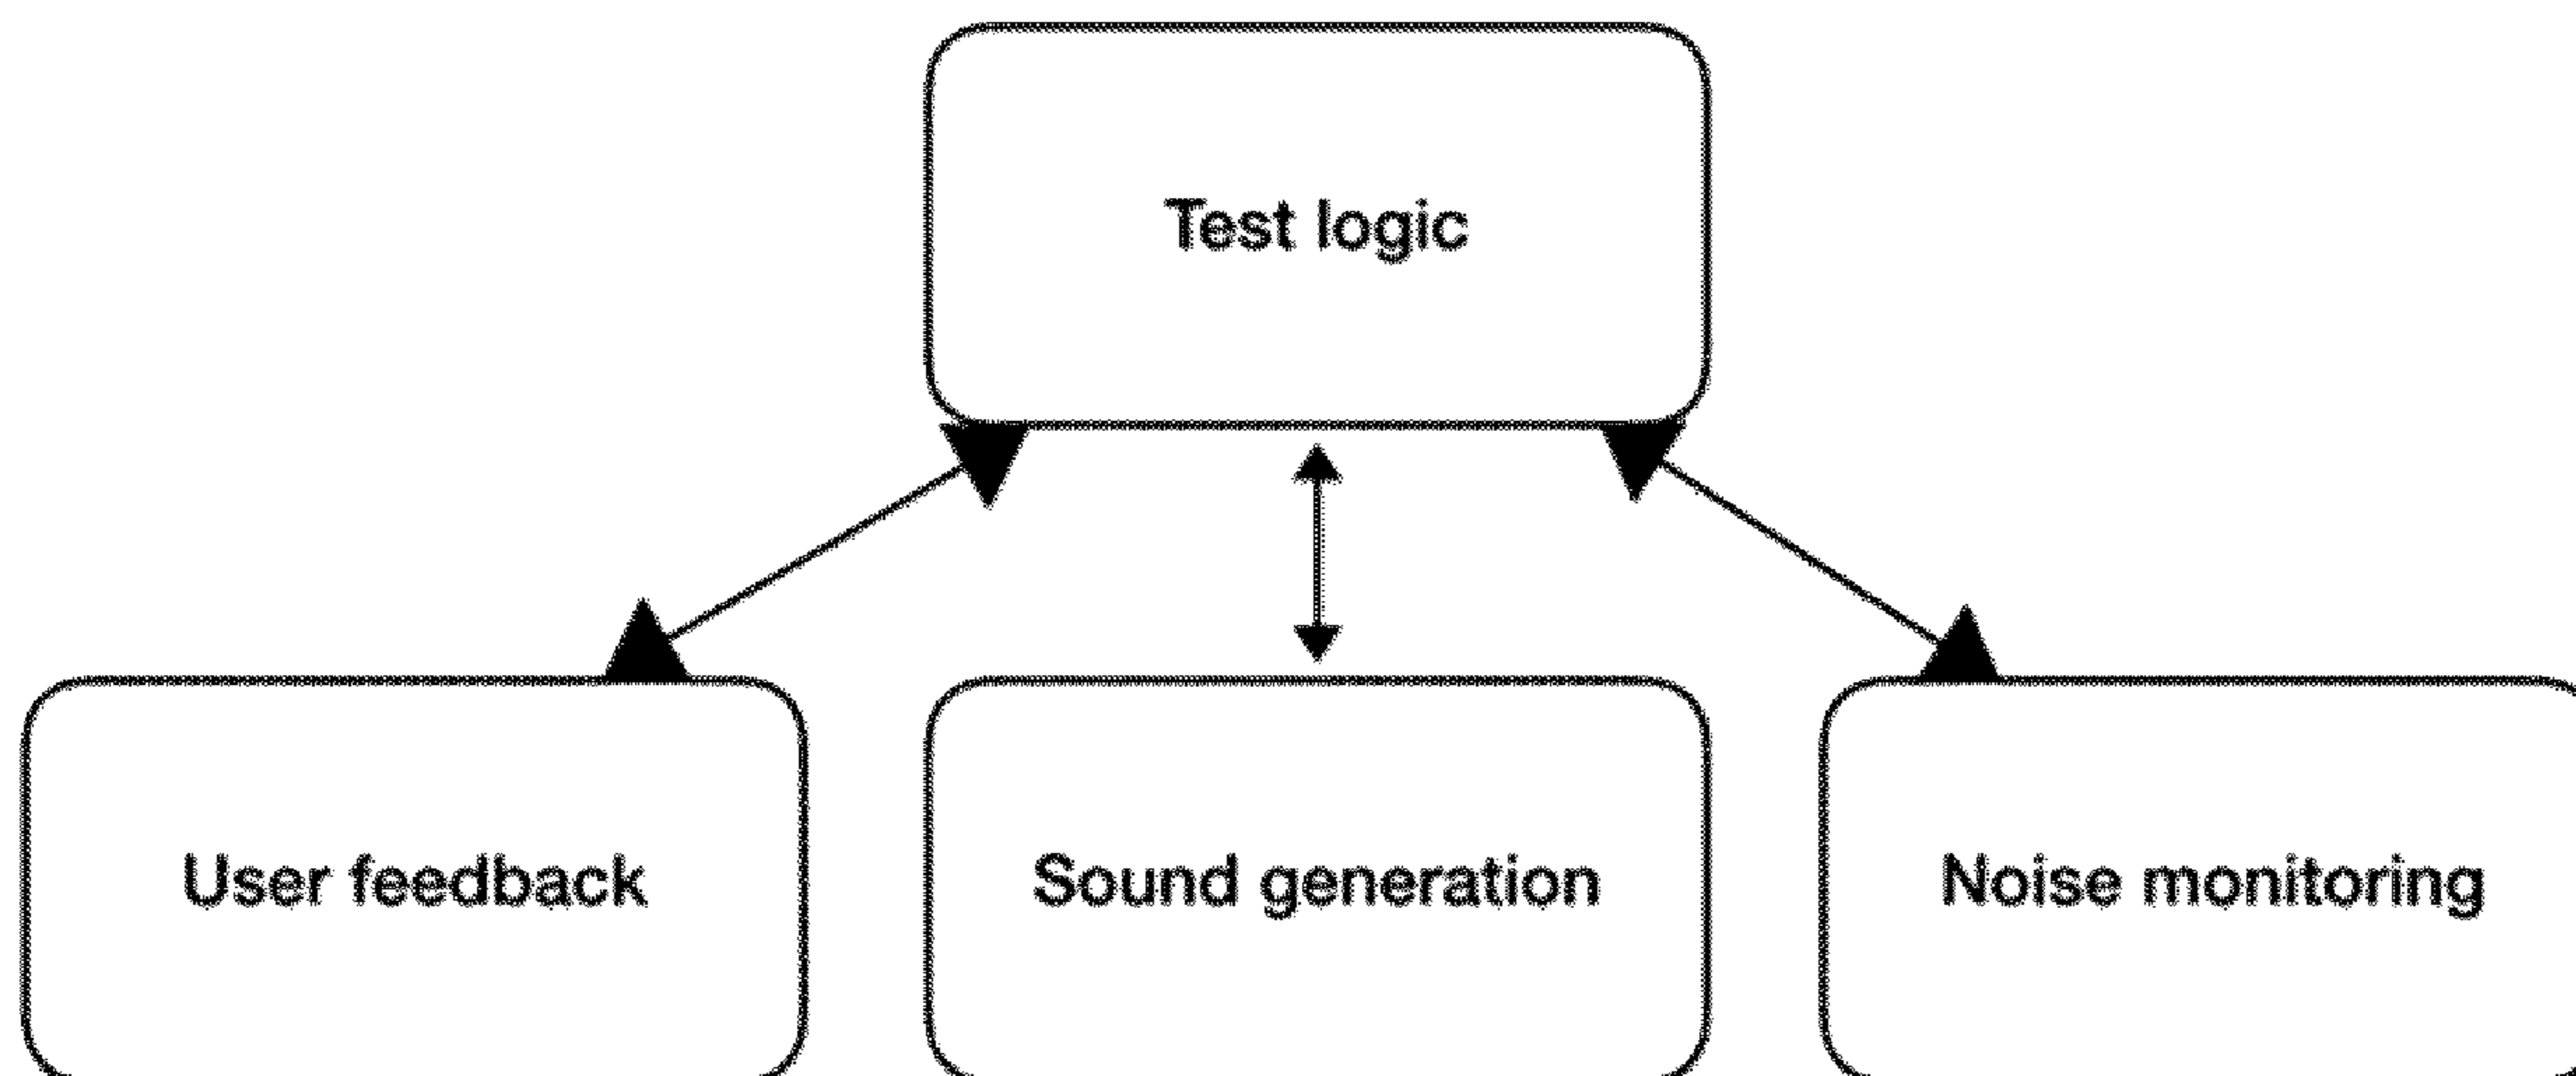 Test logic
User feedback
Sound generation
Noise monitoring